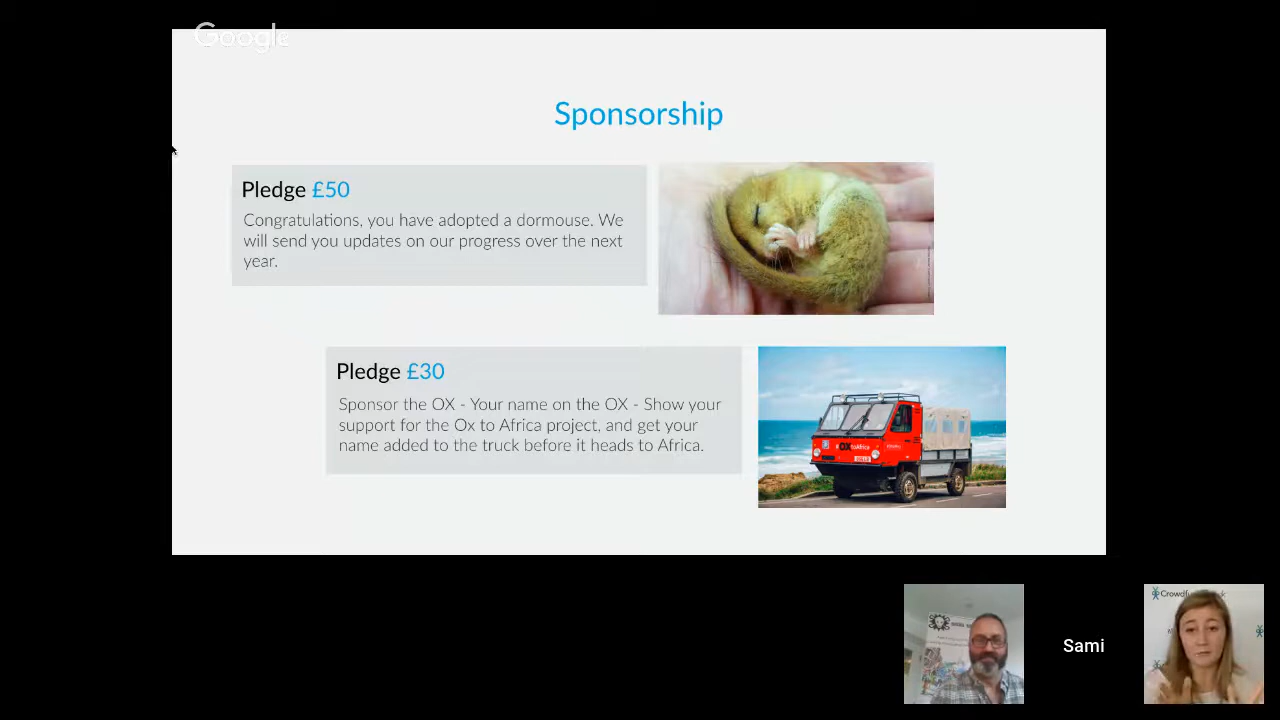 Google
Sponsorship
Pledge £50
Congratulations, you have adopted a dormouse. We
will send you updates on our progress over the next
year.
Pledge £30
Sponsor the OX - Your name on the OX - Show your
support for the Ox to Africa project, and get your
name added to the truck before it heads to Africa.
Sami